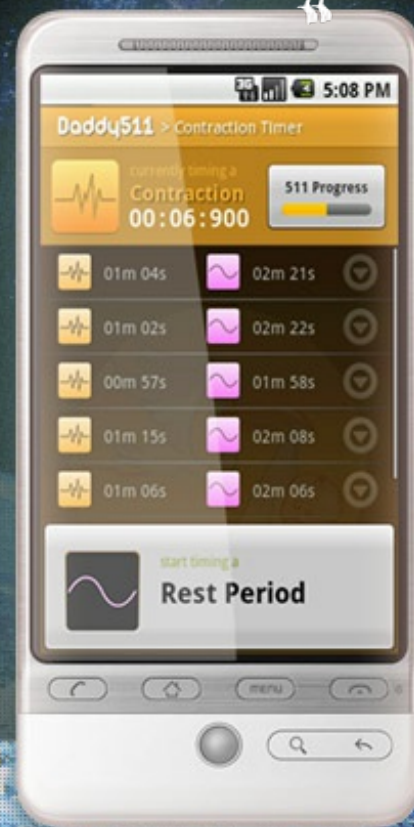 “
3G
5:08 PM
Daddy511 > Contraction Timer
currently timing a
Contraction
00:06:900
511 Progress
01m 04s 02m 21s
01m 02s 02m 22s
00m 57s 01m 58s
01m 15s 02m 08s
01m 06s 02m 06s
start timing a
Rest Period
MENU